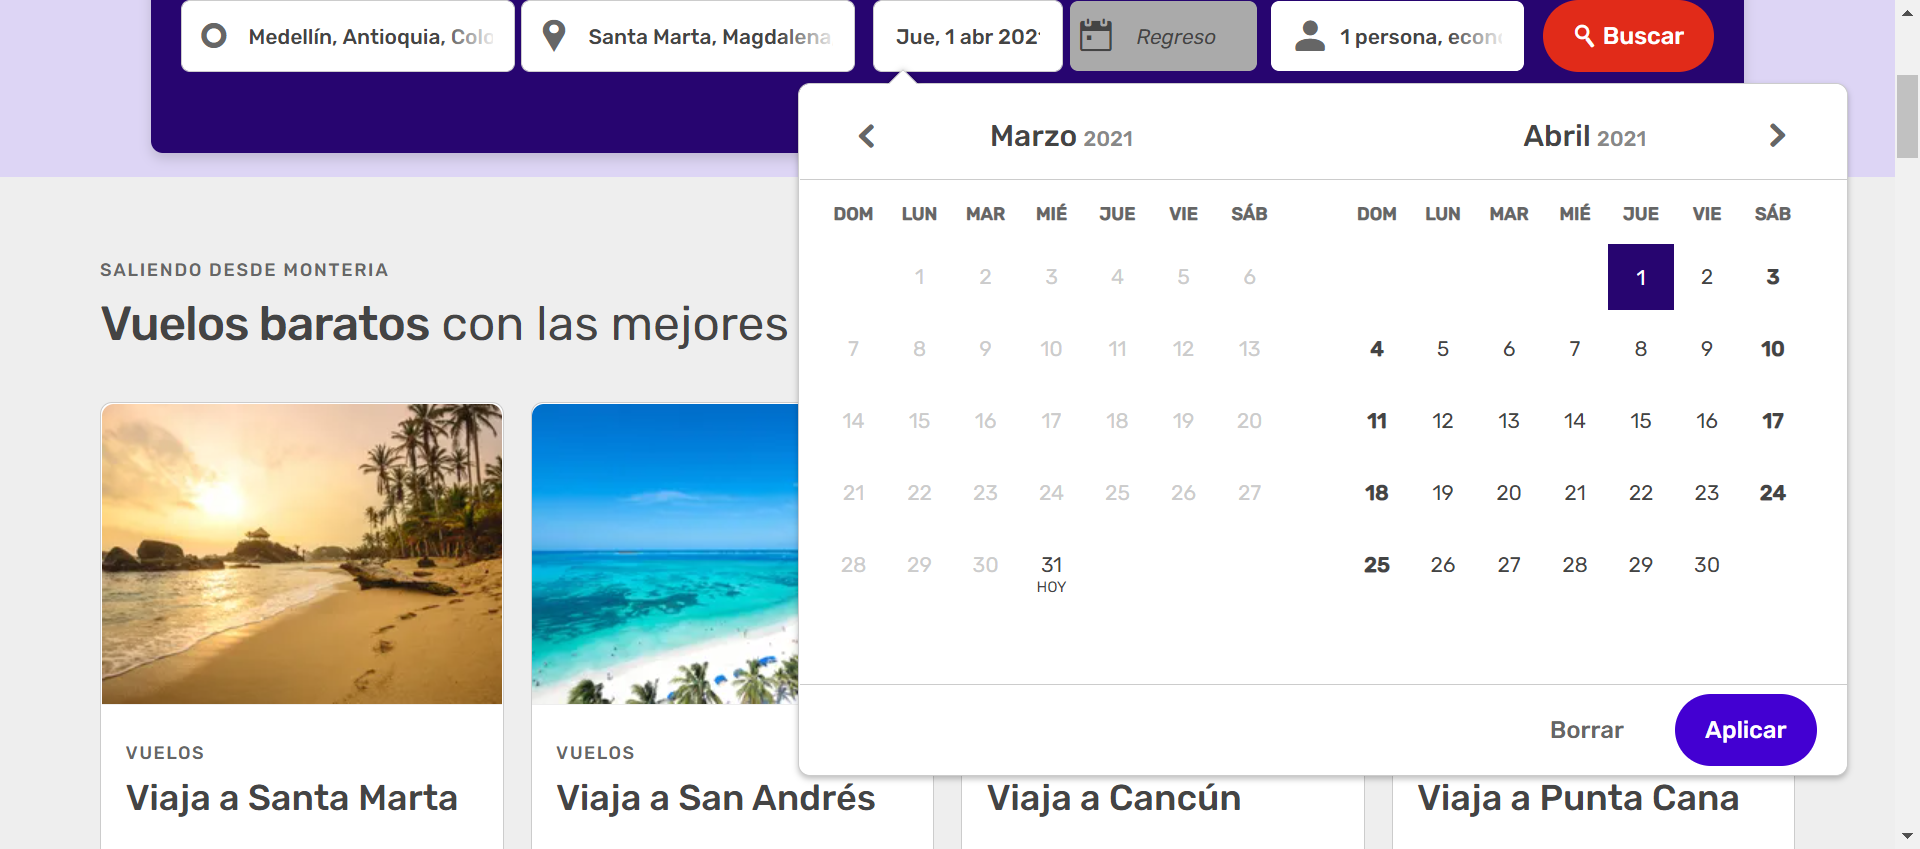 Medellín, Antioquia, Colo
Santa Marta, Magdalena
Jue, 1 abr 202
Regreso
1 persona, econ
Buscar
Marzo 2021
DOM LUN MAR MIÉ JUE VIE SÁB
1 2 3 4 5 6
7 8 9 10 11 12 13
14 15 16 17 18 19 20
21 22 23 24 25 26 27
28 29 30 31
HOY
Abril 2021
DOM LUN MAR MIÉ JUE VIE SÁB
1 2 3
4 5 6 7 8 9 10
11 12 13 14 15 16 17
18 19 20 21 22 23 24
25 26 27 28 29 30
Borrar
Aplicar
SALIENDO DESDE MONTERIA
Vuelos baratos con las mejores
VUELOS
Viaja a Santa Marta
VUELOS
Viaja a San Andrés
Viaja a Cancún
Viaja a Punta Cana